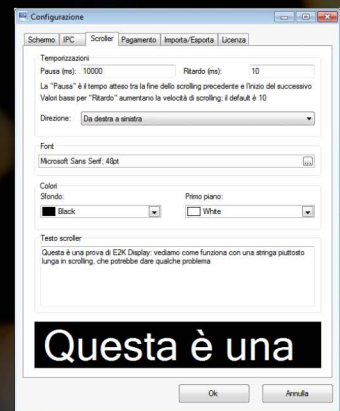 Configurazione
Schermo IPC Scroller Pagamento Importa/Esporta Licenza
Temporizzazioni
Pausa (ms): 10000 Ritardo (ms): 10
La "Pausa" è il tempo atteso tra la fine dello scrolling precedente e l'inizio del successivo
Valori bassi per "Ritardo" aumentano la velocità di scrolling; il default è 10
Direzione: Da destra a sinistra
Font
Microsoft Sans Serif; 48pt
...
Colori
Sfondo: Primo piano:
Black White
Testo scroller
Questa è una prova di E2K Display: vediamo come funziona con una stringa piuttosto
lunga in scrolling, che potrebbe dare qualche problema
Questa è una
Ok Annulla